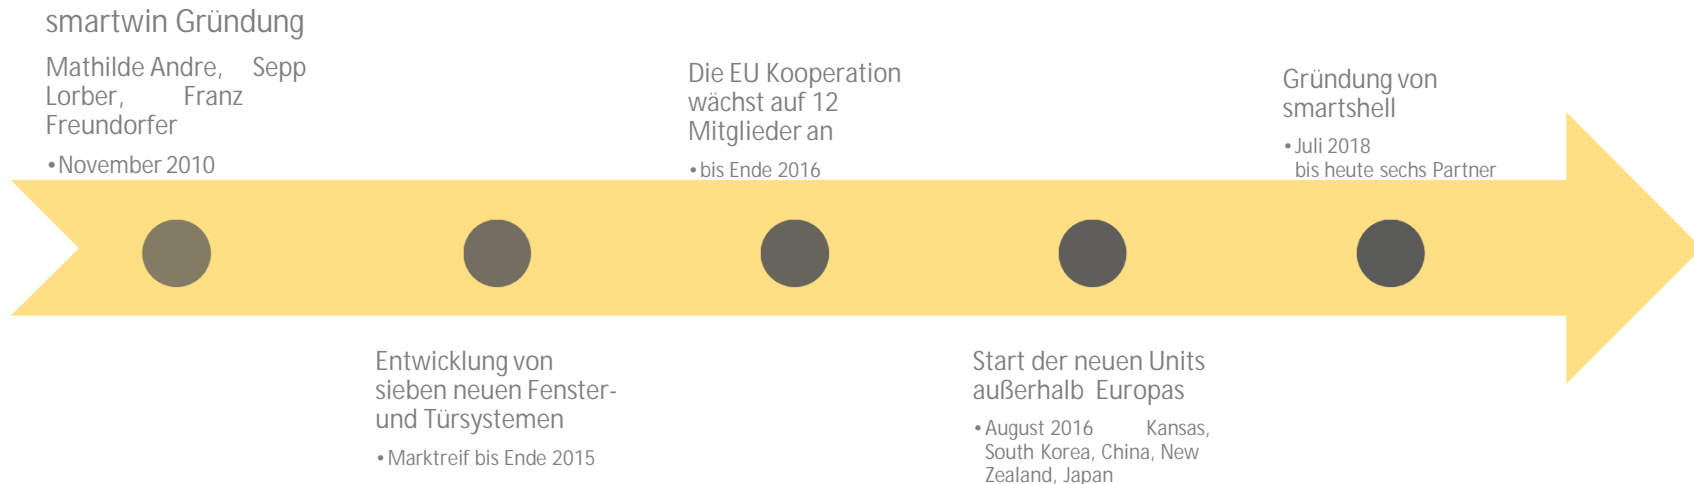 smartwin Gründung
Mathilde Andre, Sepp
Lorber, Franz
Freundorfer
• November 2010
Entwicklung von
sieben neuen Fenster-
und Türsystemen
• Marktreif bis Ende 2015
Die EU Kooperation
wächst auf 12
Mitglieder an
• bis Ende 2016
Start der neuen Units
außerhalb Europas
• August 2016 Kansas,
South Korea, China, New
Zealand, Japan
Gründung von
smartshell
• Juli 2018
bis heute sechs Partner